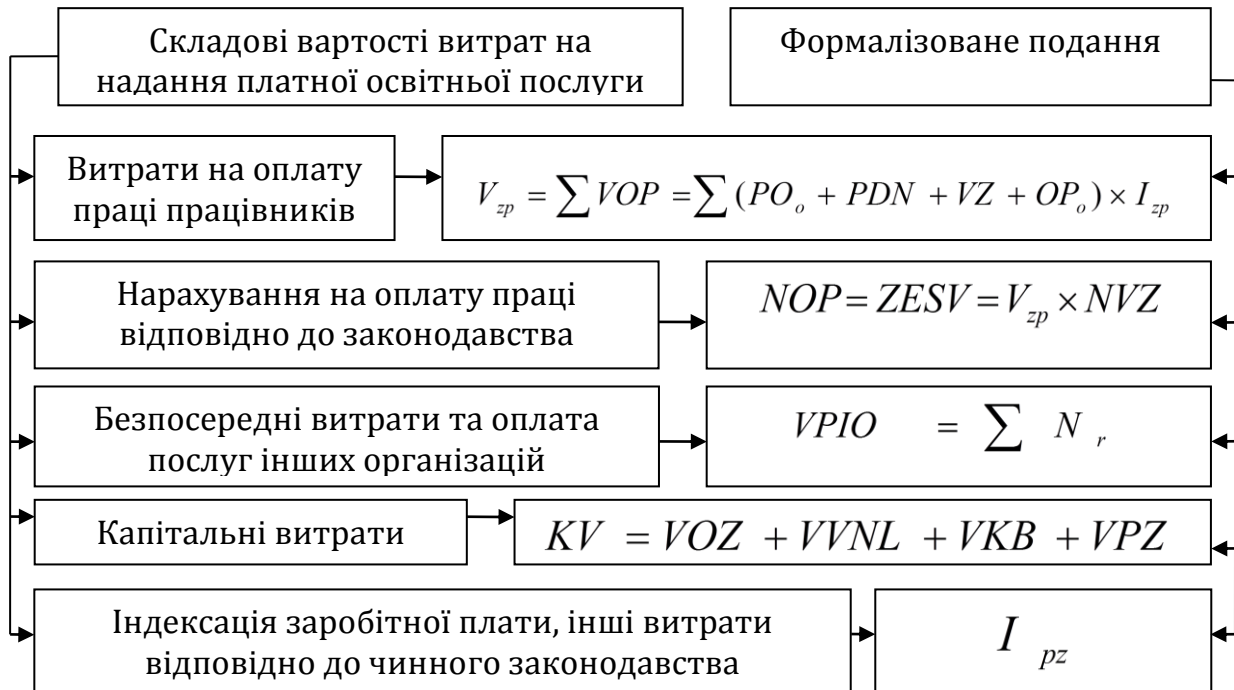 Складові вартості витрат на
надання платної освітньої послуги
Формалізоване подання
Витрати на оплату
праці працівників
V_zp = ∑ VOP = ∑ (PO_o + PDN + VZ + OP_o) × I_zp
Нарахування на оплату праці
відповідно до законодавства
NOP = ZESV = V_zp × NVZ
Безпосередні витрати та оплата
послуг інших організацій
VPIO = ∑ N_r
Капітальні витрати
KV = VOZ + VVNL + VKB + VPZ
Індексація заробітної плати, інші витрати
відповідно до чинного законодавства
I_pz